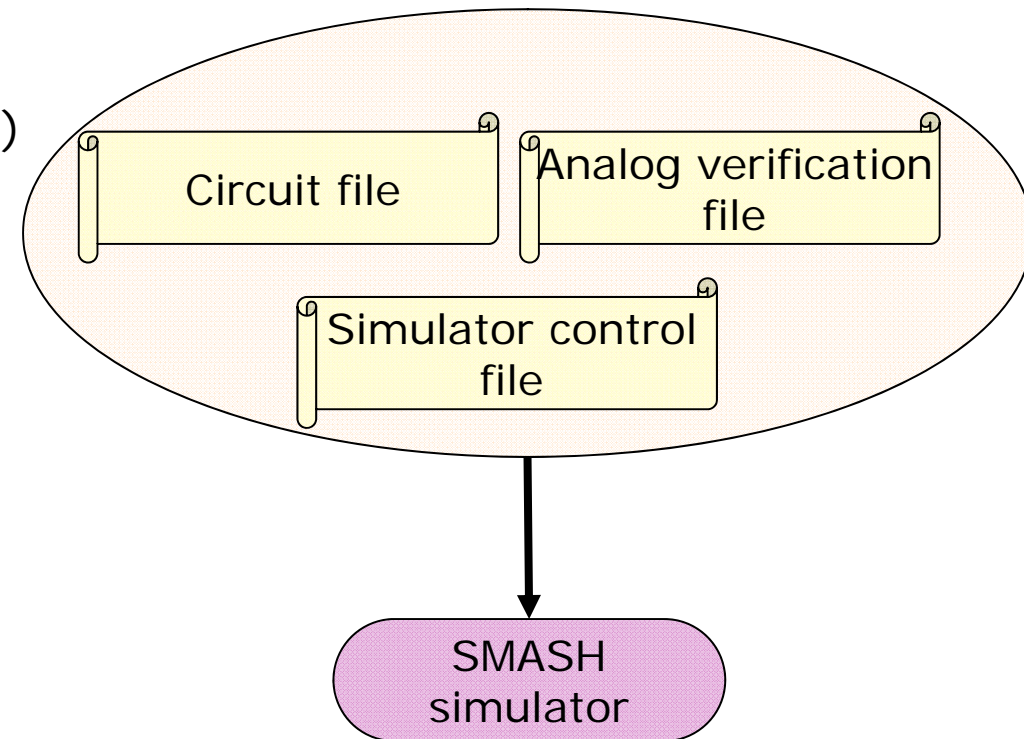 )
Circuit file
Analog verification
file
Simulator control
file
SMASH
simulator